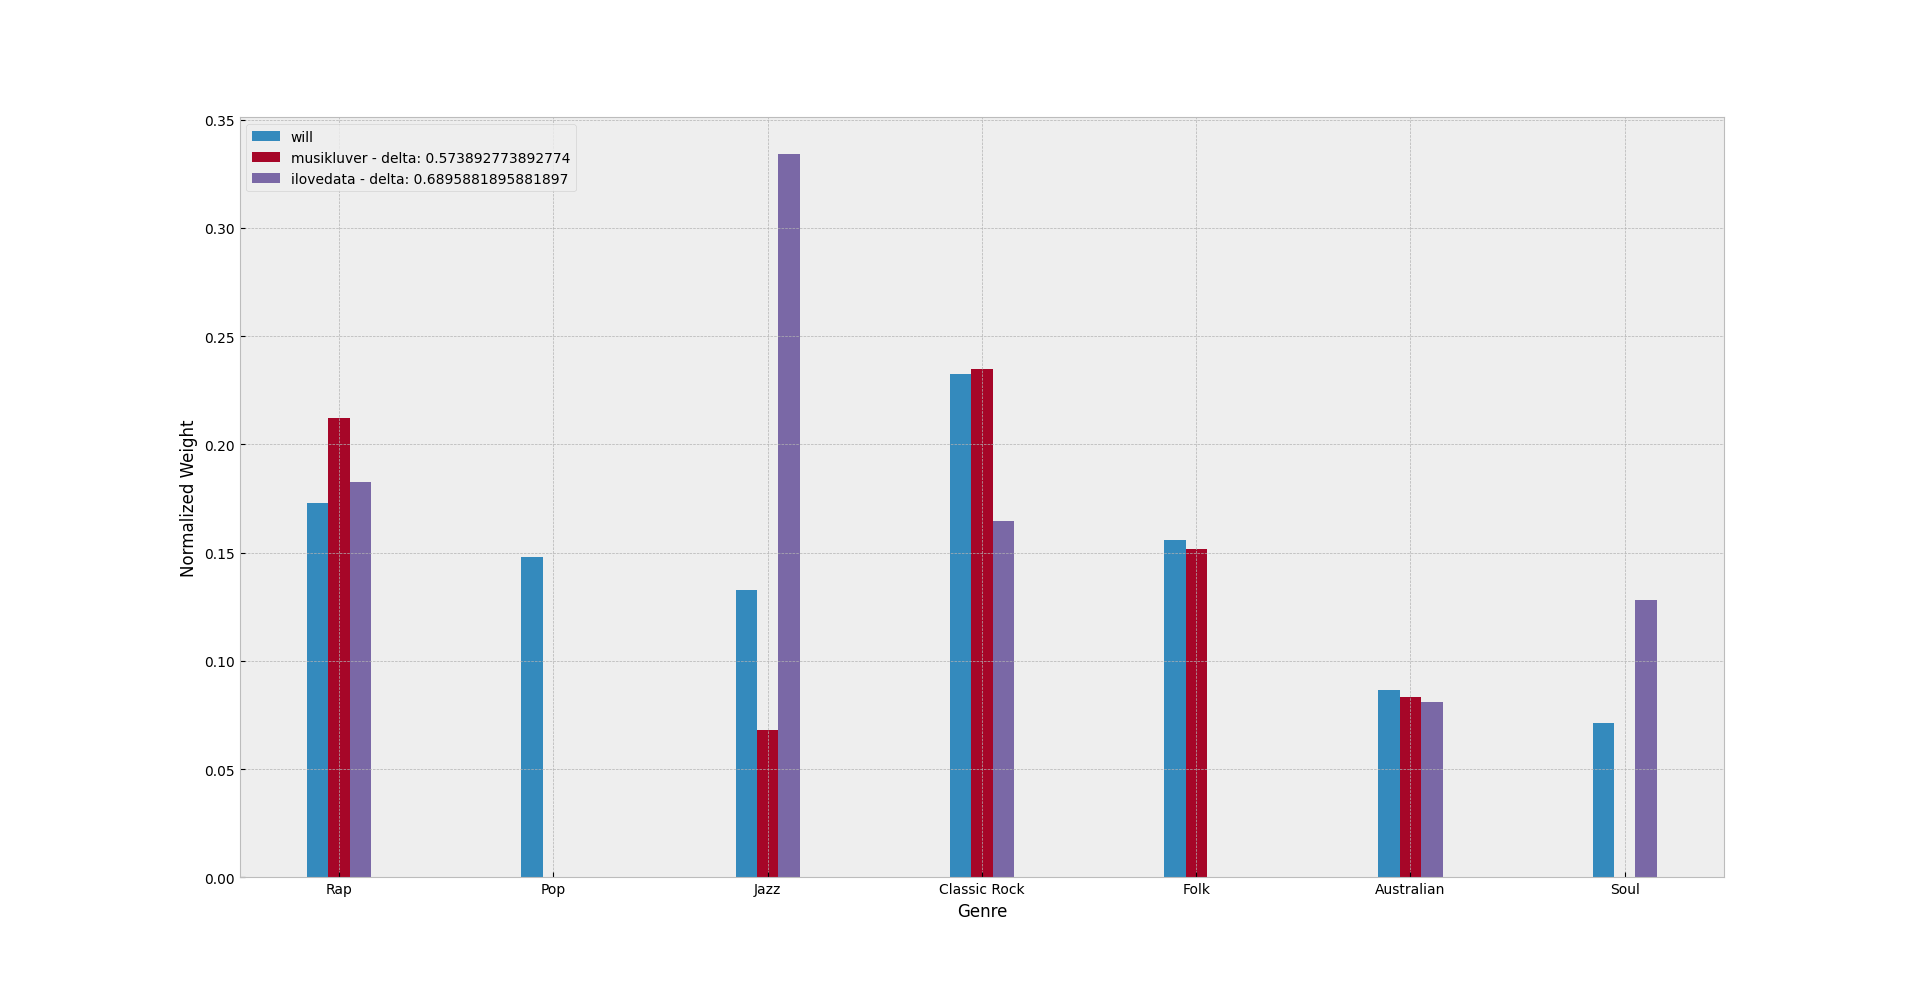 0.35
0.30
0.25
0.20
0.15
0.10
0.05
0.00
Normalized Weight
will
musikluver - delta: 0.573892773892774
ilovedata - delta: 0.6895881895881897
Rap Pop Jazz Classic Rock Folk Australian Soul
Genre